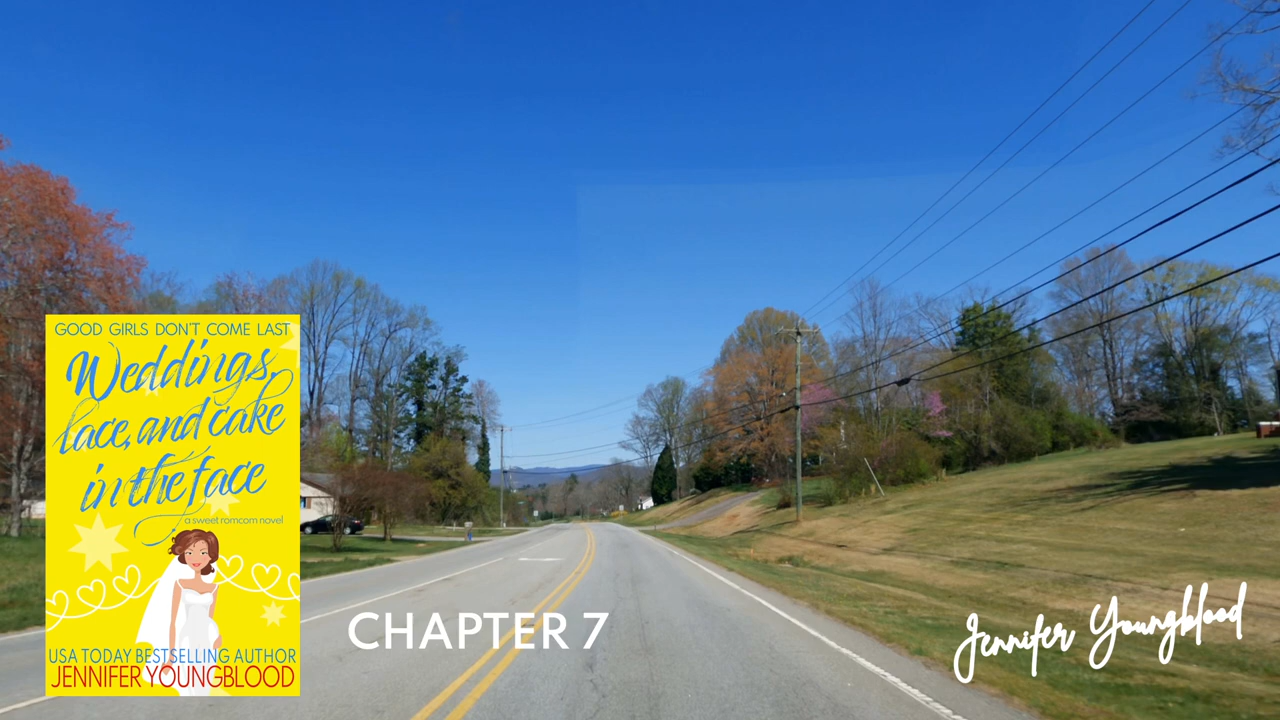 GOOD GIRLS DON'T COME LAST
Weddings,
lace, and cake
in the face
a sweet romcom novel
USA TODAY BESTSELLING AUTHOR
JENNIFER YOUNGBLOOD
CHAPTER 7
Jennifer Youngblood